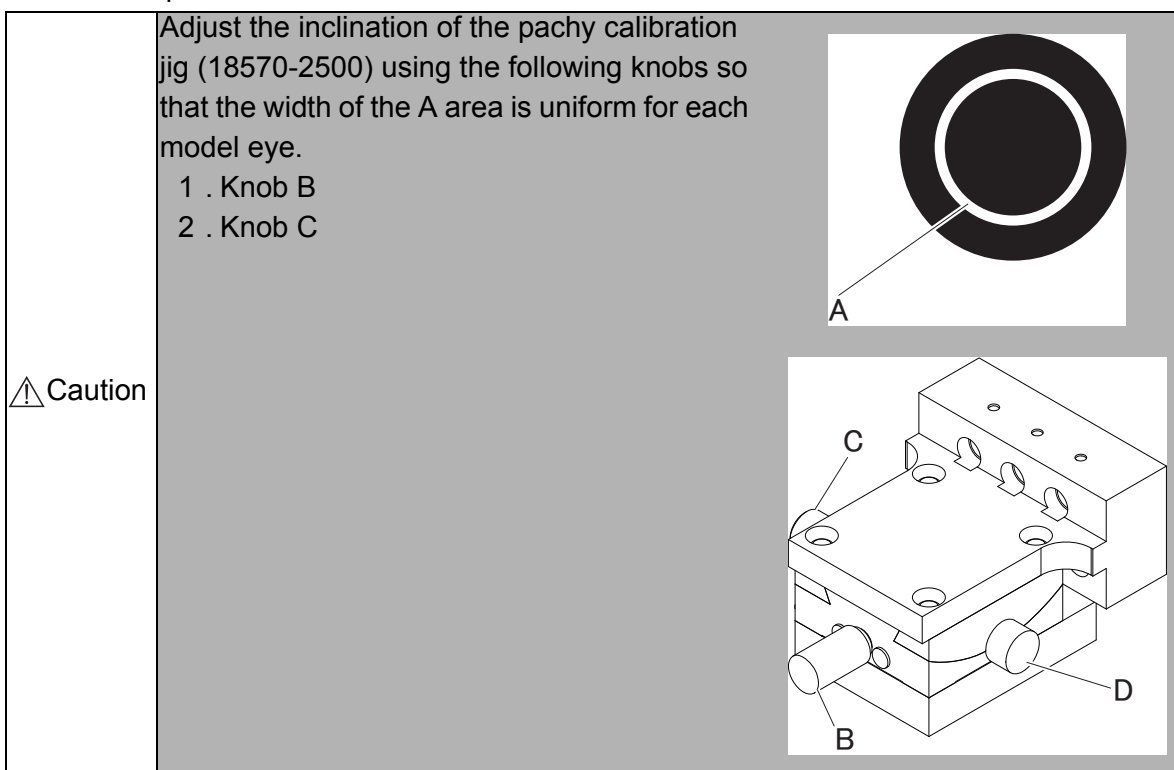 Adjust the inclination of the pachy calibration
jig (18570-2500) using the following knobs so
that the width of the A area is uniform for each
model eye.
1 . Knob B
2 . Knob C
A
⚠Caution
C
D
B